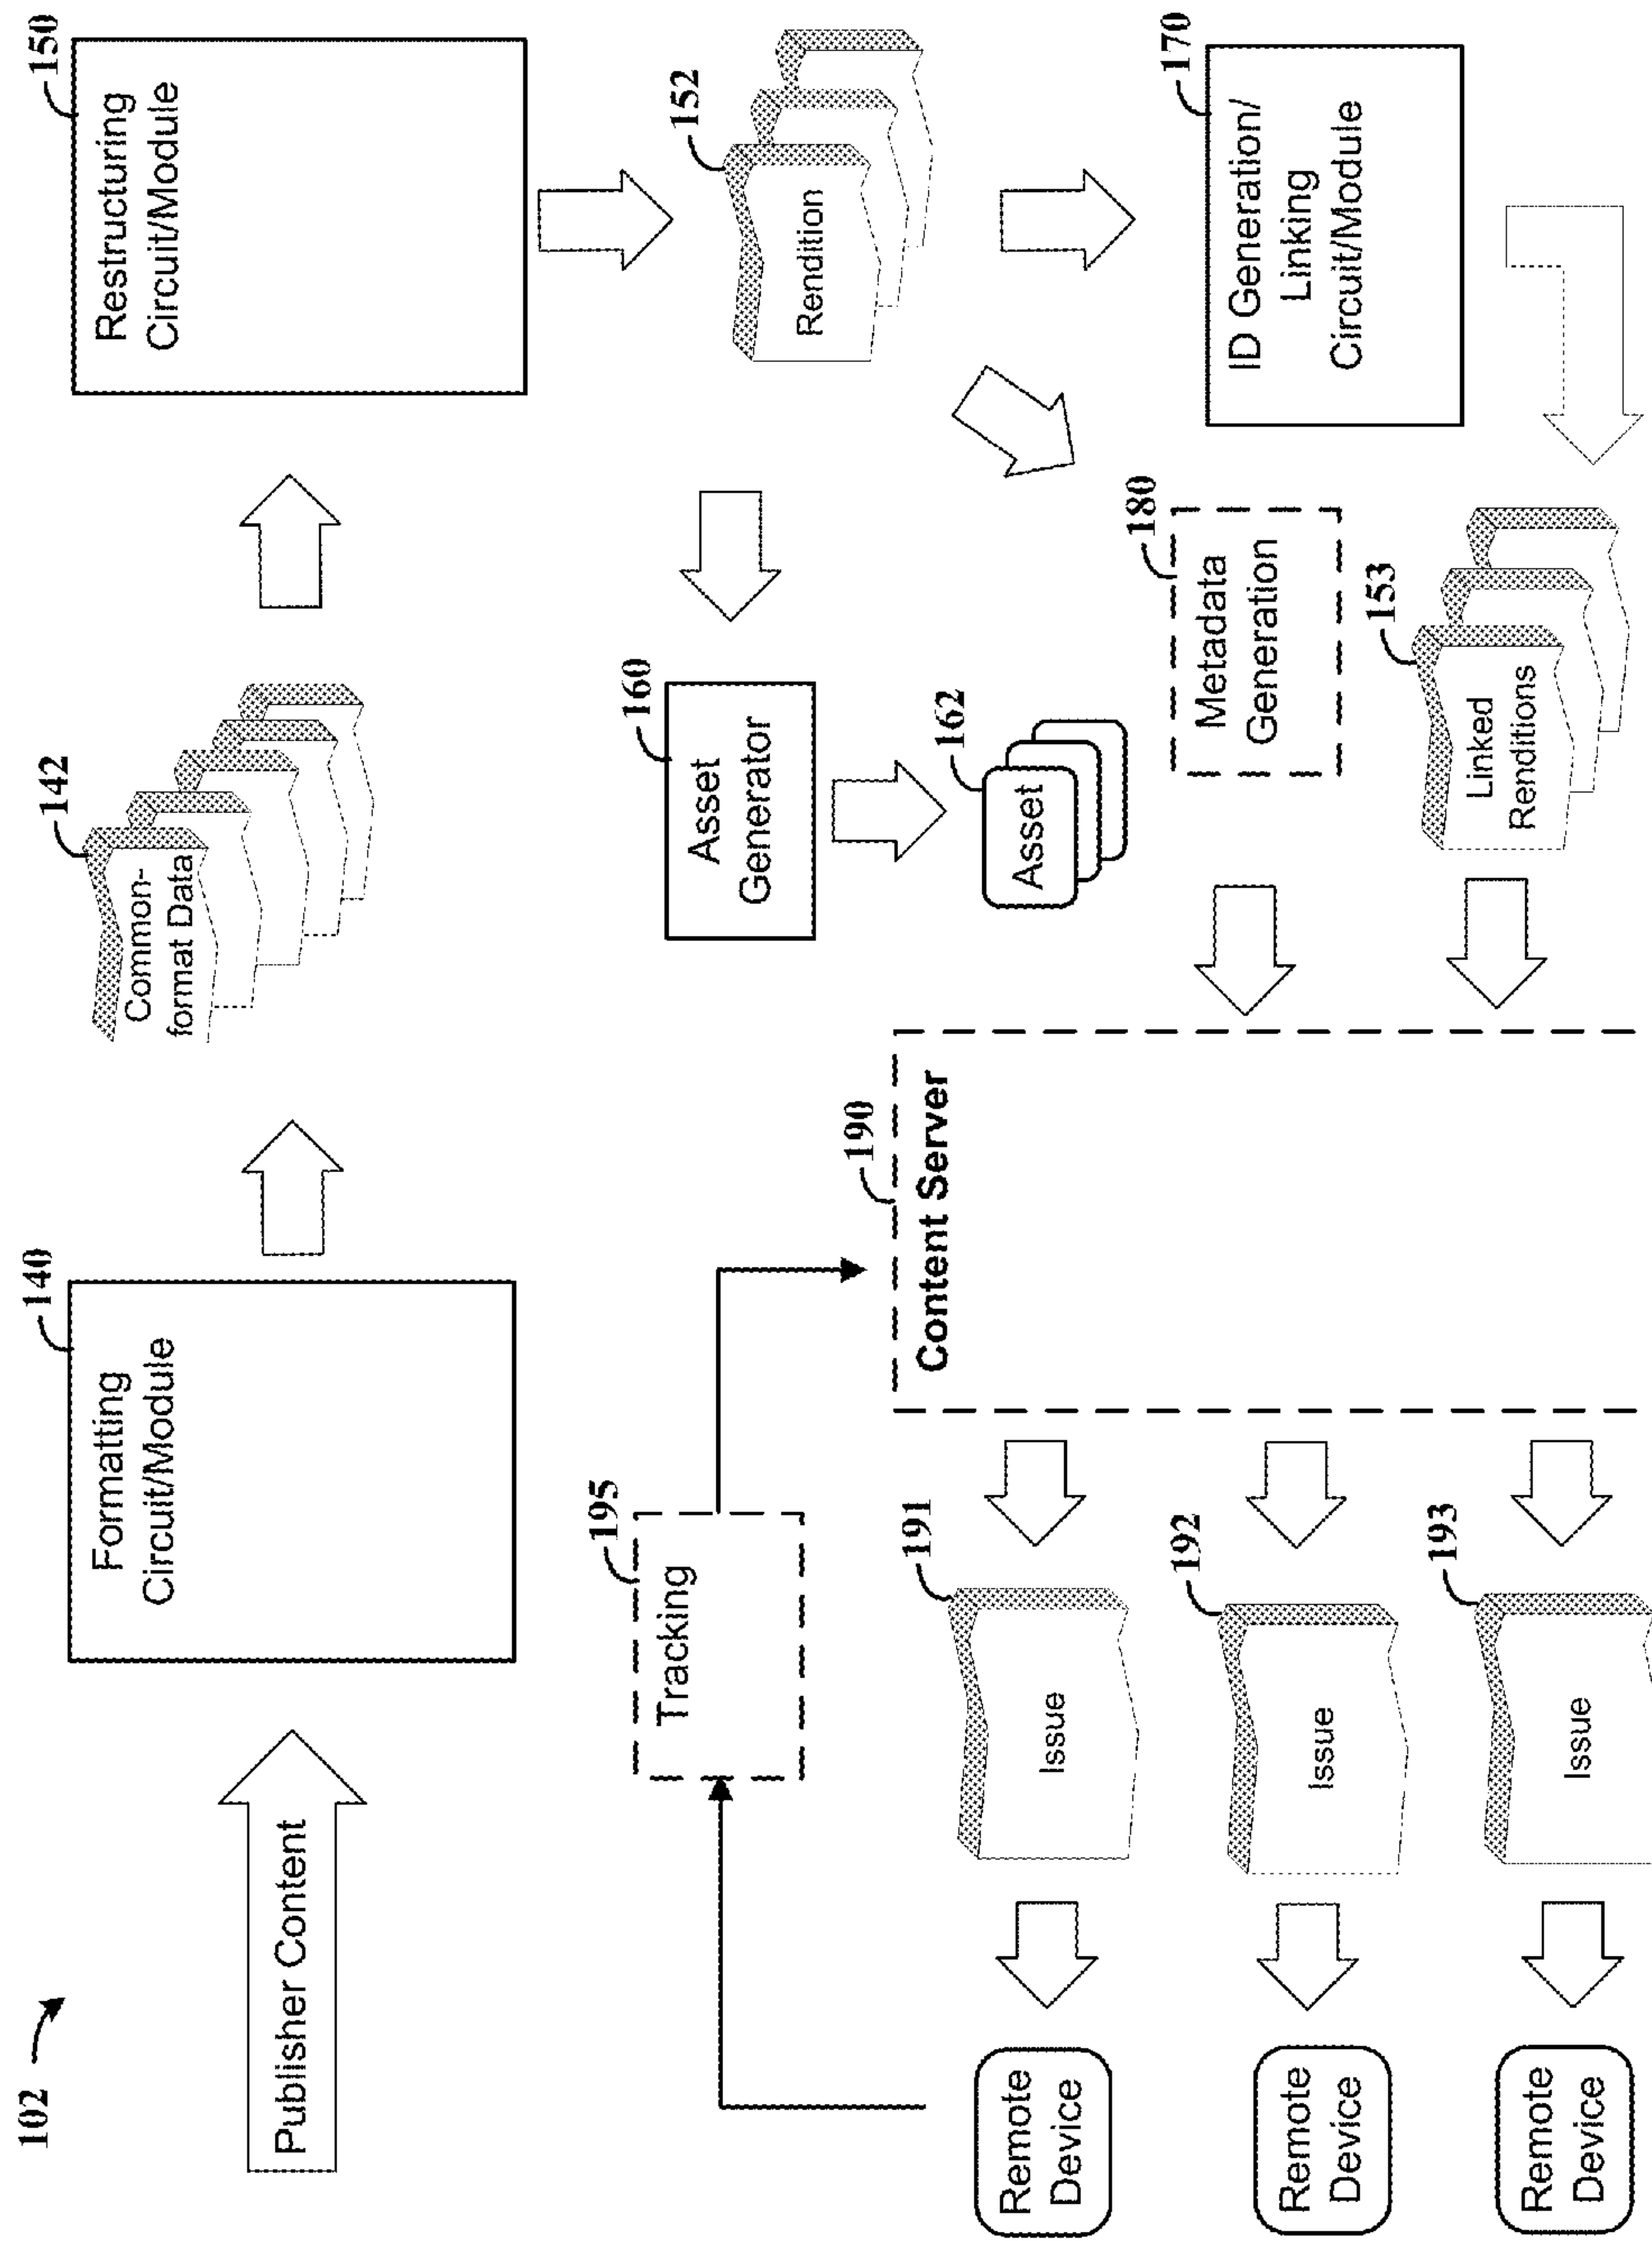 102
Publisher Content
140
Formatting
Circuit/Module
142
Common-
format Data
150
Restructuring
Circuit/Module
195
Tracking
160
Asset
Generator
152
Rendition
162
Asset
190
Content Server
180
Metadata
Generation
170
ID Generation/
Linking
Circuit/Module
153
Linked
Renditions
Remote
Device
Issue
191
Remote
Device
Issue
192
Remote
Device
Issue
193